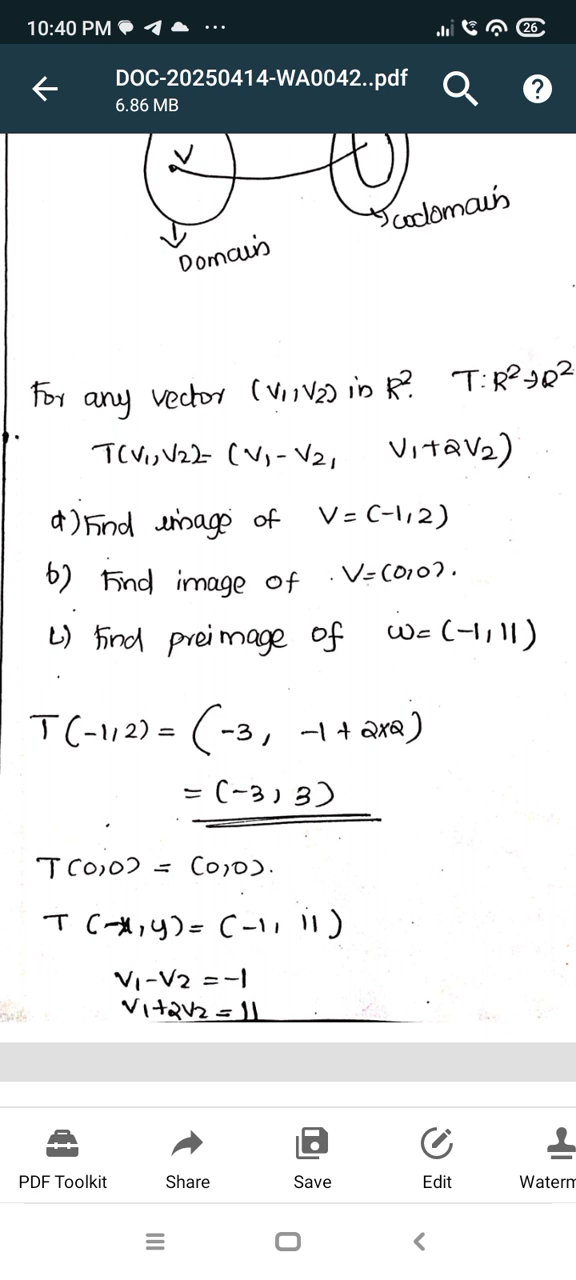 10:40 PM ... 26
DOC-20250414-WA0042..pdf
6.86 MB
V
Domain
codomain
For any vector (V1,V2) in R². T:R²→R²
T(V1,V2)= (V1-V2, V1+2V2)
a) Find image of V=(-1,2)
b) Find image of V=(0,0).
c) Find preimage of w=(-1,11)
T(-1,2) = (-3, -1+2x2)
= (-3,3)
T(0,0) = (0,0).
T (x,y)= (-1, 11)
V1-V2 =-1
V1+2V2=11
PDF Toolkit Share Save Edit Waterm